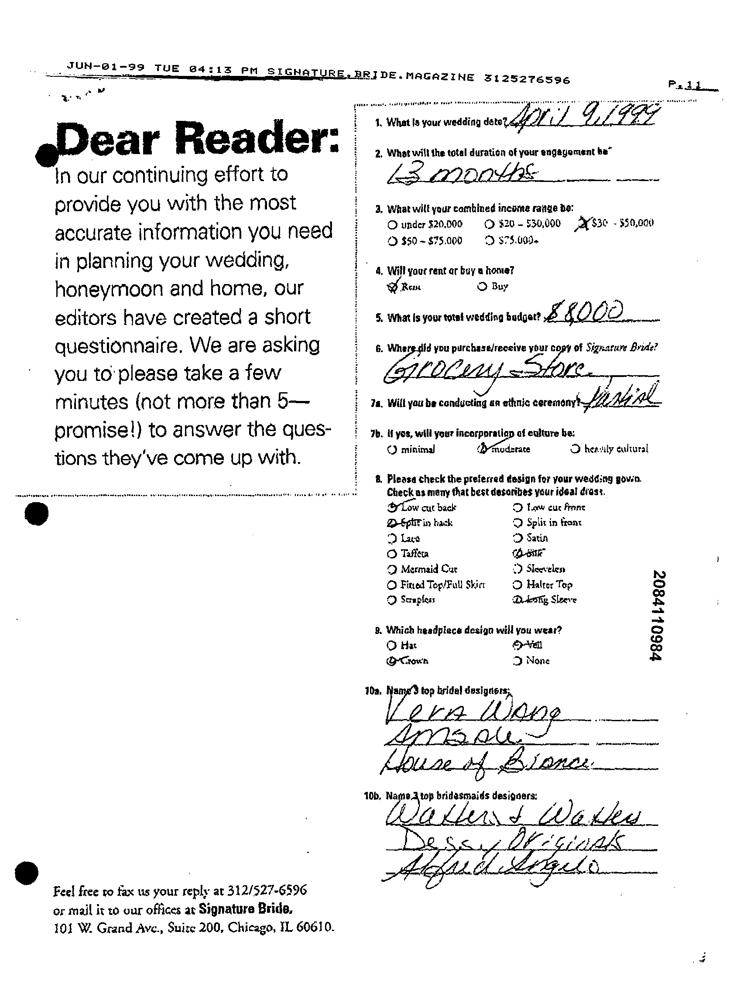 JUN-01-99 TUE 04:13 PM SIGNATURE.BRIDE.MAGAZINE 3125276596
P.11
Dear Reader:
In our continuing effort to
provide you with the most
accurate information you need
in planning your wedding,
honeymoon and home, our
editors have created a short
questionnaire. We are asking
you to please take a few
minutes (not more than 5—
promise!) to answer the ques-
tions they've come up with.
Feel free to fax us your reply at 312/527-6596
or mail it to our offices at Signature Bride,
101 W. Grand Ave., Suite 200, Chicago, IL 60610.
1. What is your wedding date? April 9, 1999
2. What will the total duration of your engagement be"
13 months
3. What will your combined income range be:
under $20,000 $20 – $30,000 $30 - $50,000
$50 – $75.000 $75.000+
4. Will your rent or buy a home?
Rent Buy
5. What is your total wedding budget? $8,000
6. Where did you purchase/receive your copy of Signature Bride?
Grocery Store
7a. Will you be conducting an ethnic ceremony? Partial
7b. If yes, will your incorporation of culture be:
minimal moderate heavily cultural
8. Please check the preferred design for your wedding gown.
Check as many that best describes your ideal dress.
Low cut back Low cut front
Split in back Split in front
Lace Satin
Taffeta Silk
Mermaid Cut Sleeveless
Fitted Top/Full Skirt Halter Top
Strapless Long Sleeve
9. Which headpiece design will you wear?
Hat Veil
Crown None
10a. Name 3 top bridal designers:
Vera Wang
Amsale
House of Bianchi
10b. Name 3 top bridesmaids designers:
Watters & Watters
Dessy Originals
Alfred Angelo
2084110984